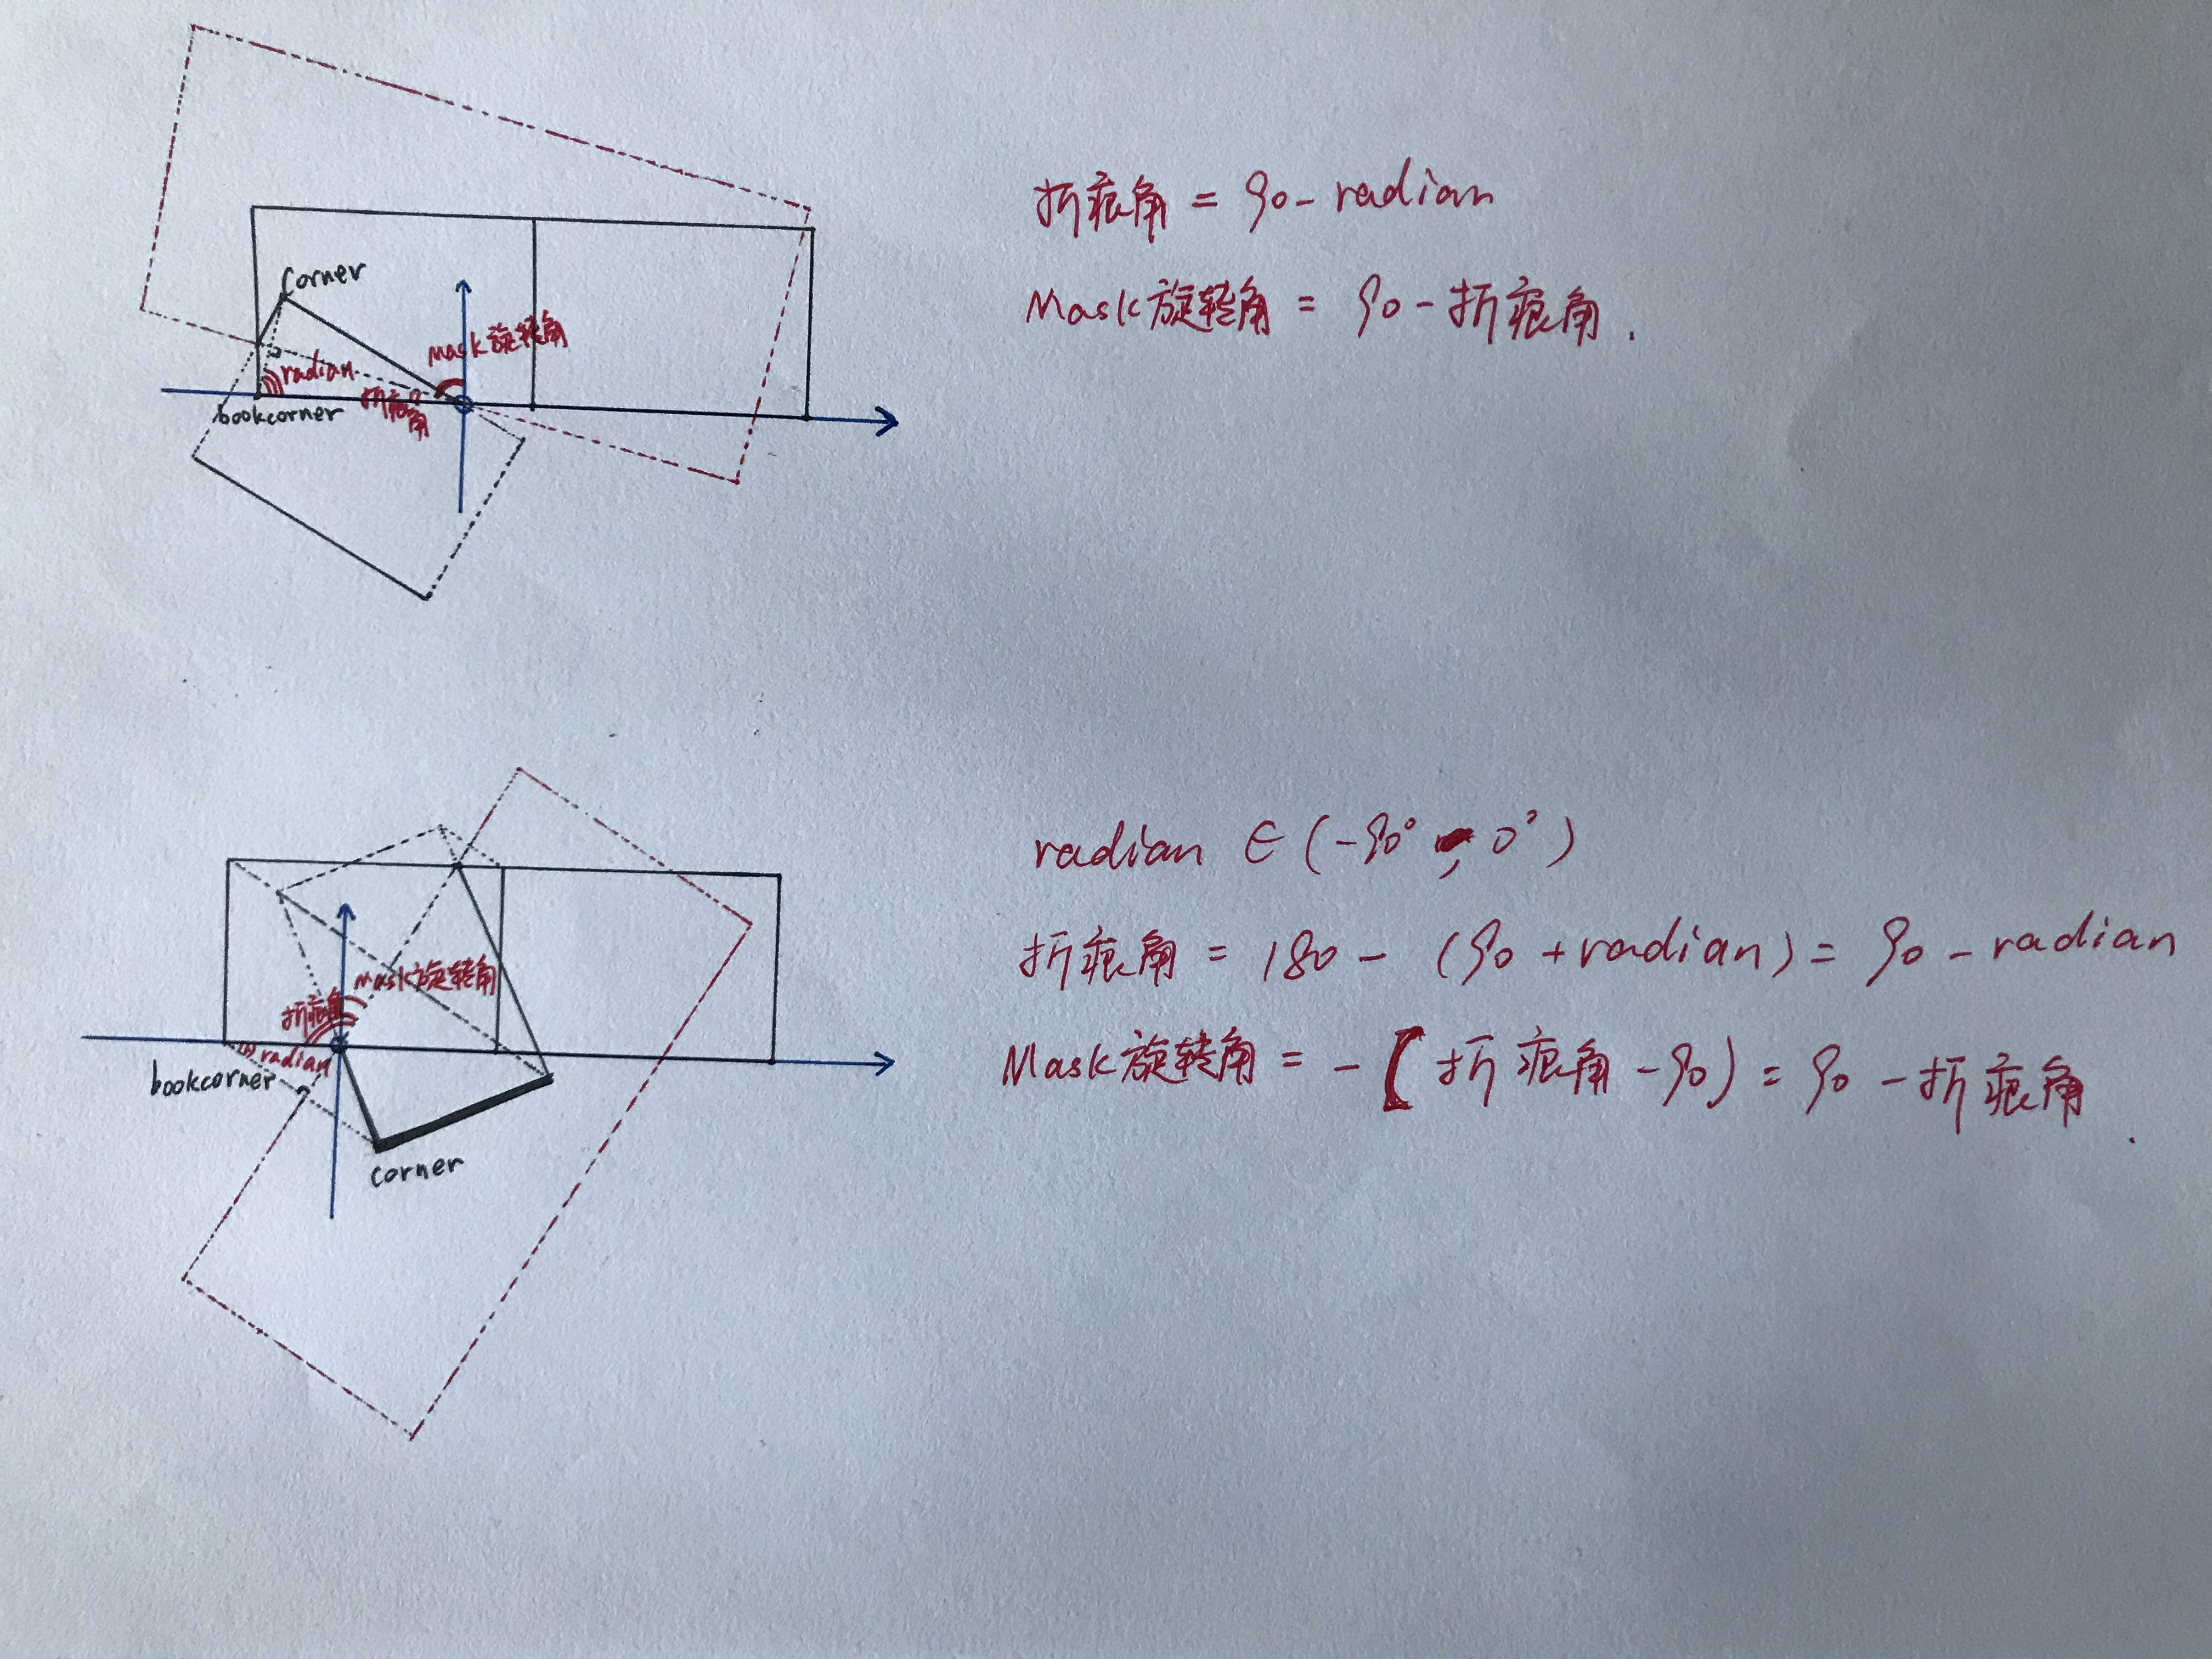 折痕角 = 90 - radian
Mask旋转角 = 90 - 折痕角.
corner
mask旋转角
radian
折痕角
bookcorner
radian ∈ (-90°, 0°)
折痕角 = 180 - (90 + radian) = 90 - radian
Mask旋转角 = - [折痕角 - 90) = 90 - 折痕角.
Mask旋转角
折痕角
radian
bookcorner
corner